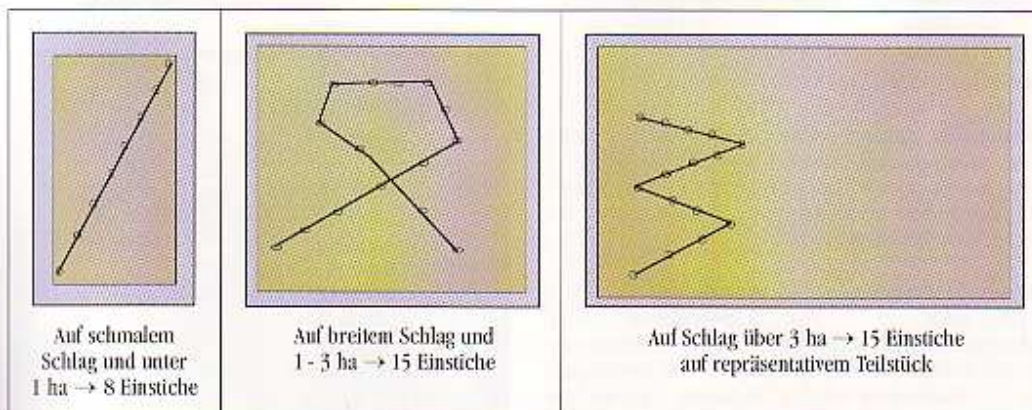 Auf schmalem
Schlag und unter
1 ha → 8 Einstiche
Auf breitem Schlag und
1 - 3 ha → 15 Einstiche
Auf Schlag über 3 ha → 15 Einstiche
auf repräsentativem Teilstück